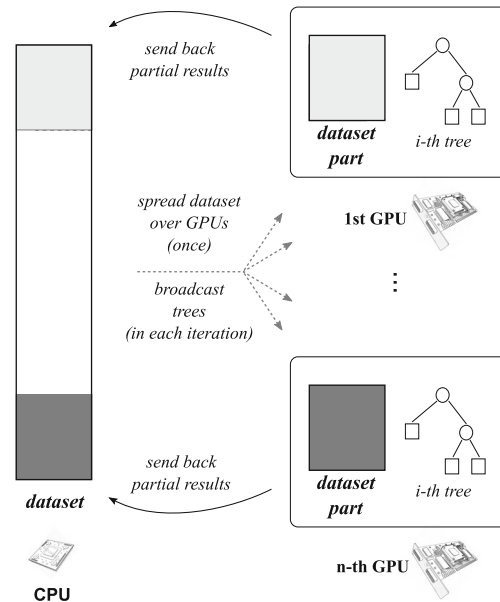 send back
partial results
dataset
part
i-th tree
1st GPU
spread dataset
over GPUs
(once)
broadcast
trees
(in each iteration)
...
send back
partial results
dataset
part
i-th tree
n-th GPU
dataset
CPU